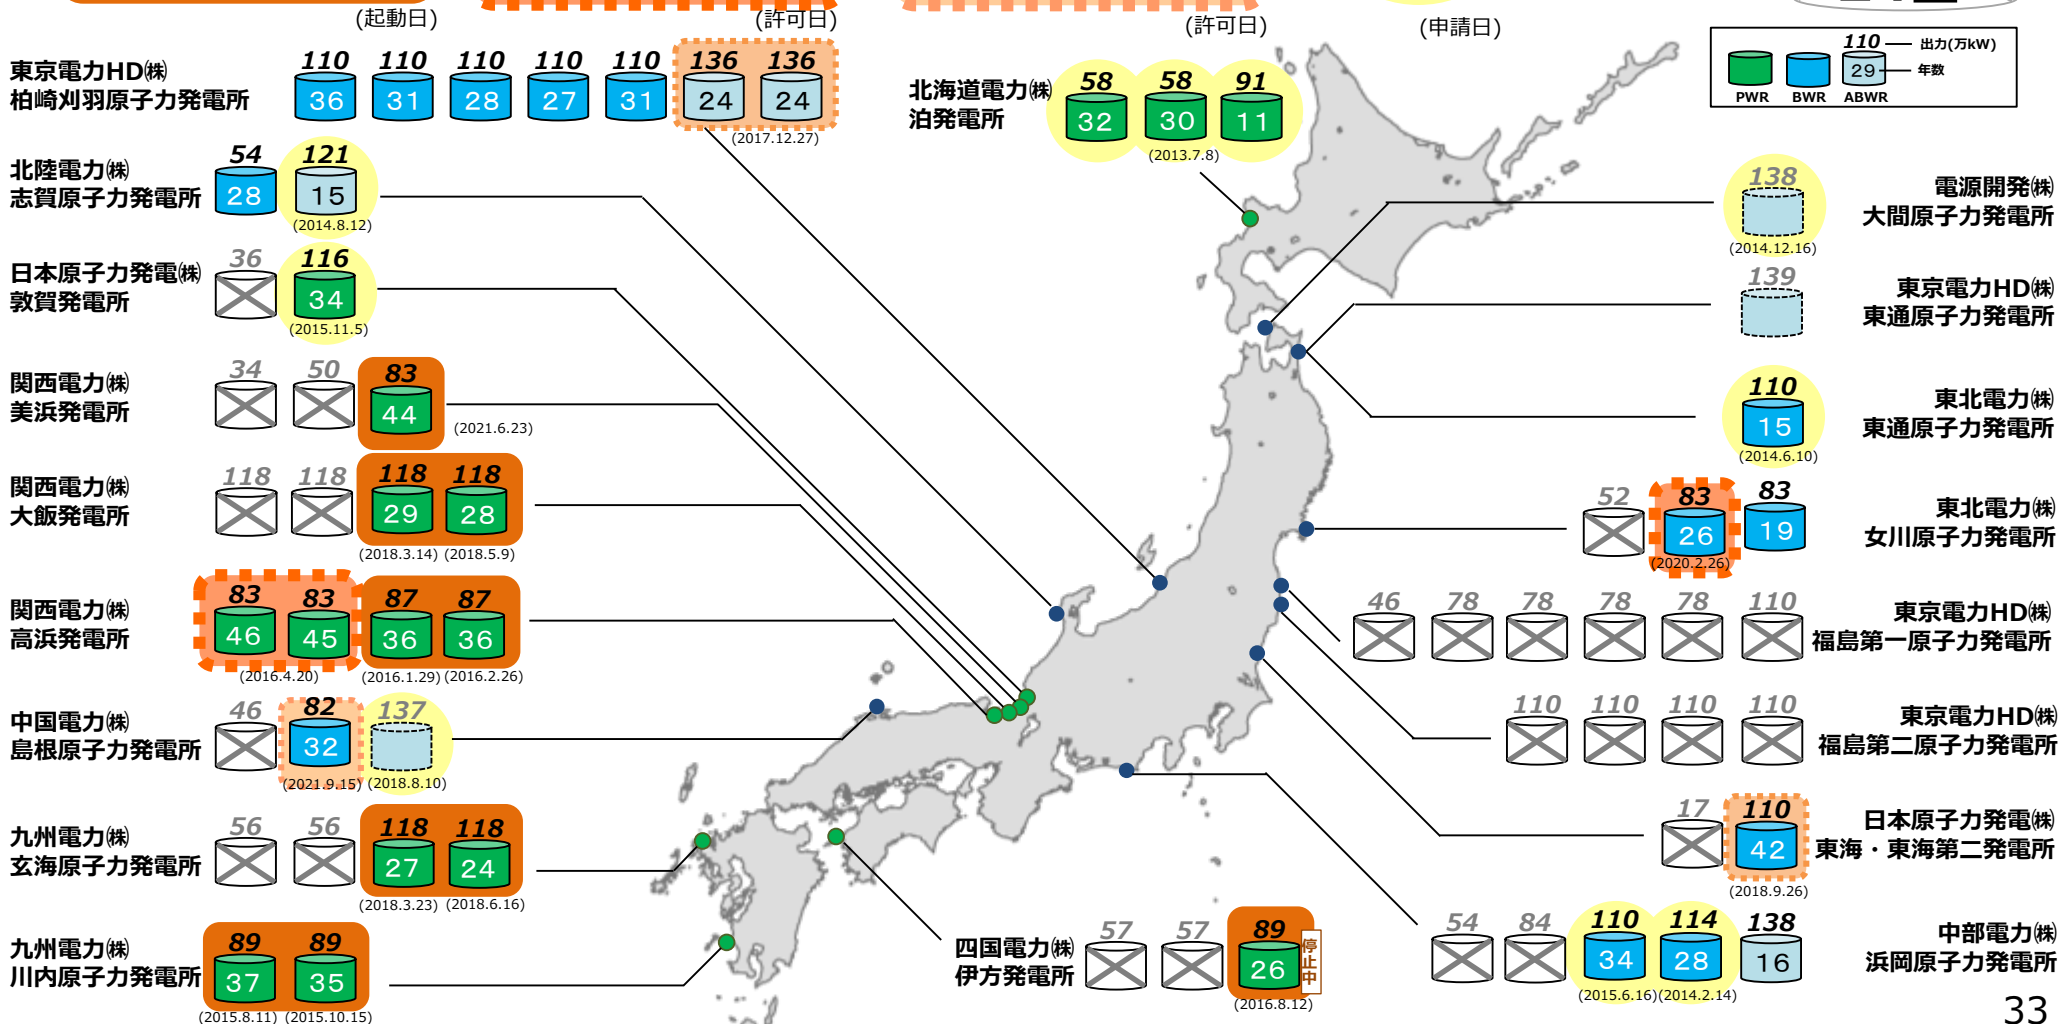 (起動日)
(許可日)
(許可日)
(申請日)
110 出力(万kW)
29 年数
PWR BWR ABWR
東京電力HD㈱
柏崎刈羽原子力発電所
110 110 110 110 110 136 136
36 31 28 27 31 24 24
(2017.12.27)
北海道電力㈱
泊発電所
58 58 91
32 30 11
(2013.7.8)
北陸電力㈱
志賀原子力発電所
54 121
28 15
(2014.8.12)
電源開発㈱
大間原子力発電所
138
(2014.12.16)
日本原子力発電㈱
敦賀発電所
36 116
34
(2015.11.5)
東京電力HD㈱
東通原子力発電所
139
関西電力㈱
美浜発電所
34 50 83
44
(2021.6.23)
東北電力㈱
東通原子力発電所
110
15
(2014.6.10)
関西電力㈱
大飯発電所
118 118 118 118
29 28
(2018.3.14) (2018.5.9)
東北電力㈱
女川原子力発電所
52 83 83
26 19
(2020.2.26)
関西電力㈱
高浜発電所
83 83 87 87
46 45 36 36
(2016.4.20) (2016.1.29) (2016.2.26)
東京電力HD㈱
福島第一原子力発電所
46 78 78 78 78 110
中国電力㈱
島根原子力発電所
46 82 137
32
(2021.9.15) (2018.8.10)
東京電力HD㈱
福島第二原子力発電所
110 110 110 110
九州電力㈱
玄海原子力発電所
56 56 118 118
27 24
(2018.3.23) (2018.6.16)
日本原子力発電㈱
東海・東海第二発電所
17 110
42
(2018.9.26)
九州電力㈱
川内原子力発電所
89 89
37 35
(2015.8.11) (2015.10.15)
四国電力㈱
伊方発電所
57 57 89
26
停止中
(2016.8.12)
中部電力㈱
浜岡原子力発電所
54 84 110 114 138
34 28 16
(2015.6.16) (2014.2.14)
33